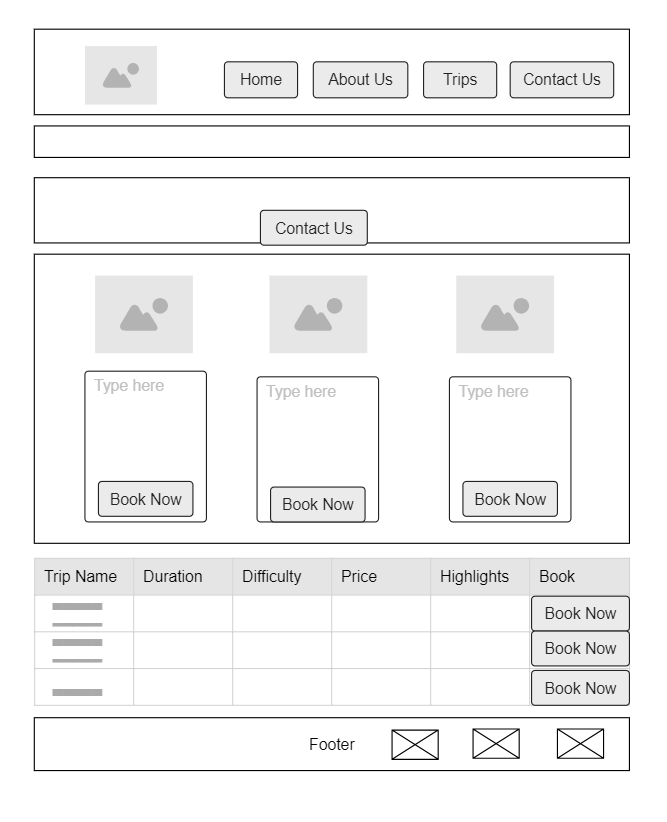 Home About Us Trips Contact Us
Contact Us
Type here Type here Type here
Book Now Book Now Book Now
Trip Name Duration Difficulty Price Highlights Book
Book Now
Book Now
Book Now
Footer